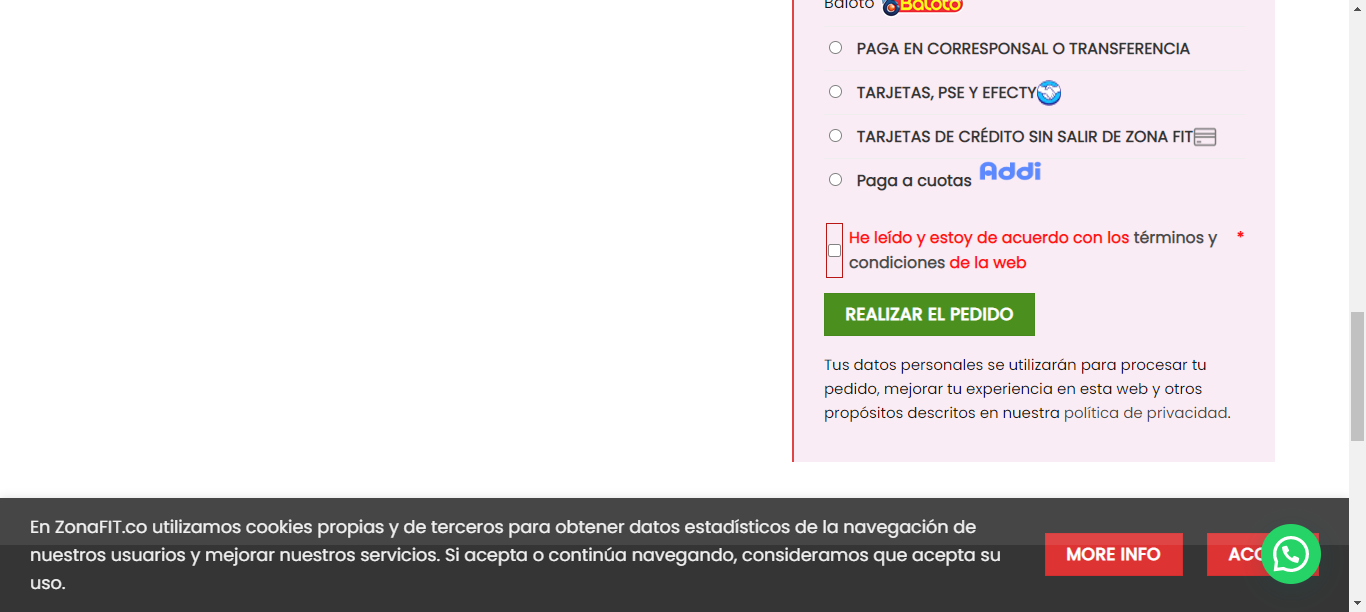 Baloto Baloto
PAGA EN CORRESPONSAL O TRANSFERENCIA
TARJETAS, PSE Y EFECTY
TARJETAS DE CRÉDITO SIN SALIR DE ZONA FIT
Paga a cuotas Addi
He leído y estoy de acuerdo con los términos y *
condiciones de la web
REALIZAR EL PEDIDO
Tus datos personales se utilizarán para procesar tu
pedido, mejorar tu experiencia en esta web y otros
propósitos descritos en nuestra política de privacidad.
En ZonaFIT.co utilizamos cookies propias y de terceros para obtener datos estadísticos de la navegación de
nuestros usuarios y mejorar nuestros servicios. Si acepta o continúa navegando, consideramos que acepta su
uso.
MORE INFO